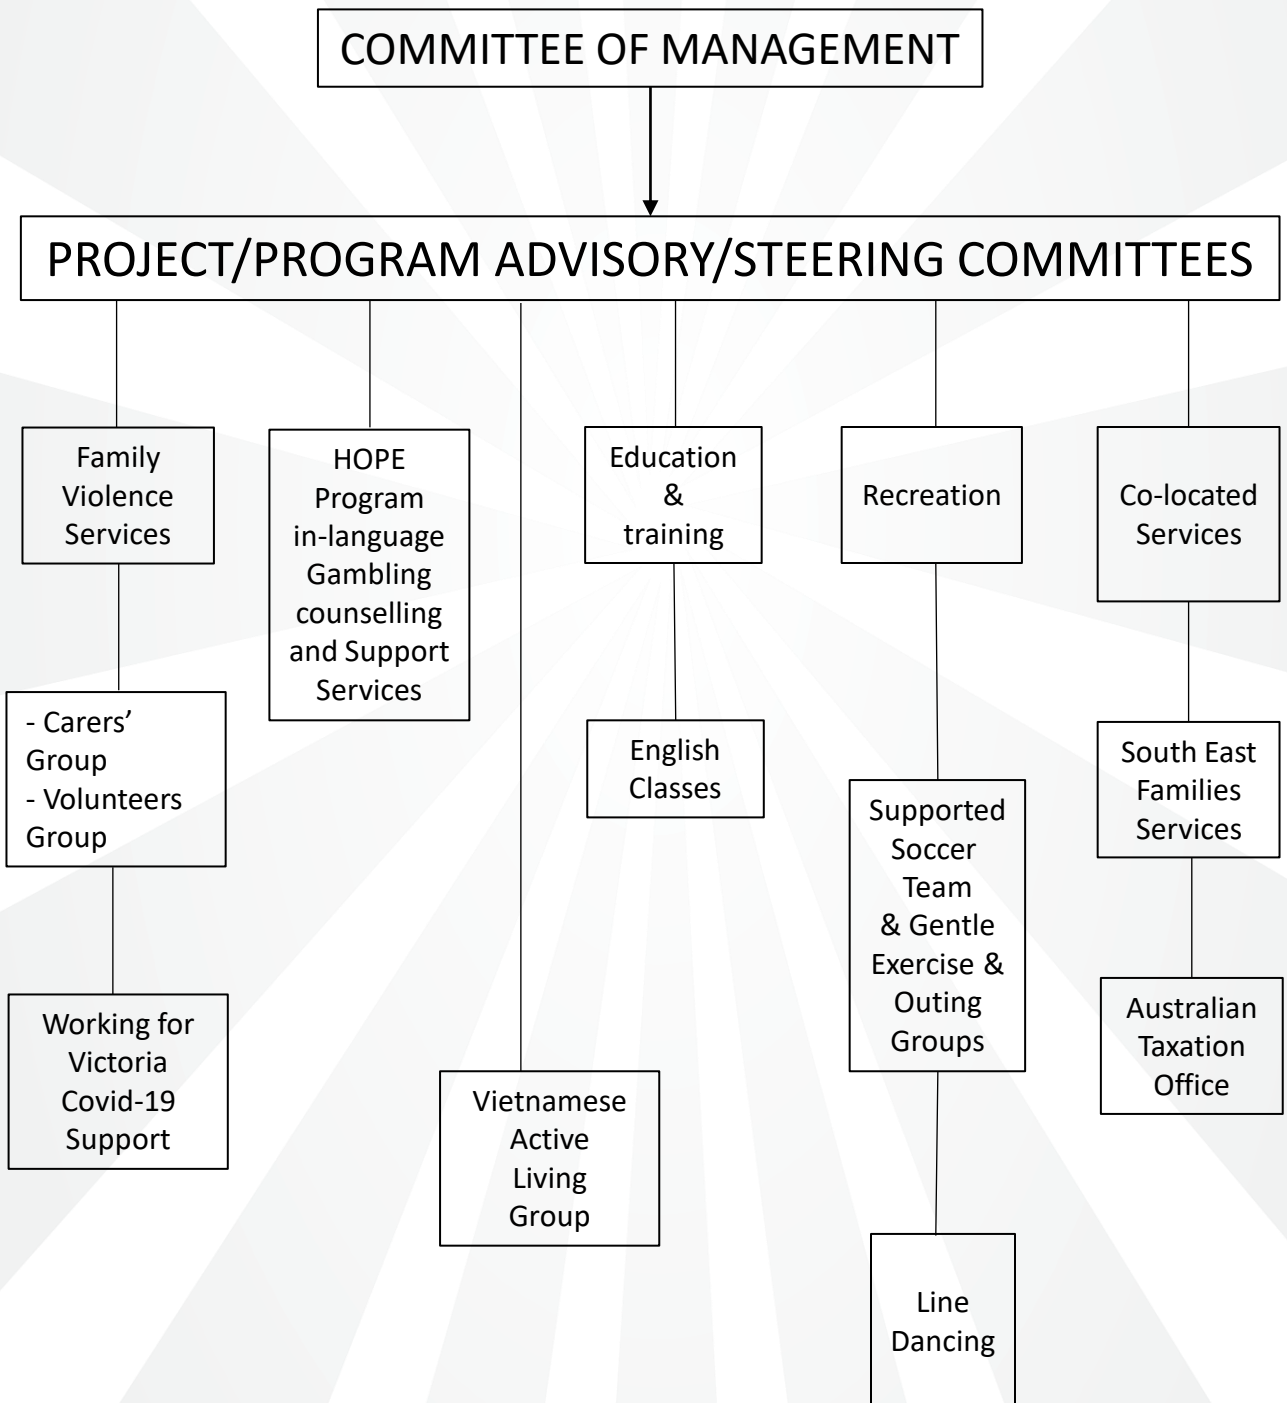 COMMITTEE OF MANAGEMENT
PROJECT/PROGRAM ADVISORY/STEERING COMMITTEES
Family
Violence
Services
HOPE
Program
in-language
Gambling
counselling
and Support
Services
Education
&
training
Recreation
Co-located
Services
- Carers’
Group
- Volunteers
Group
English
Classes
Supported
Soccer
Team
& Gentle
Exercise &
Outing
Groups
South East
Families
Services
Working for
Victoria
Covid-19
Support
Vietnamese
Active
Living
Group
Australian
Taxation
Office
Line
Dancing